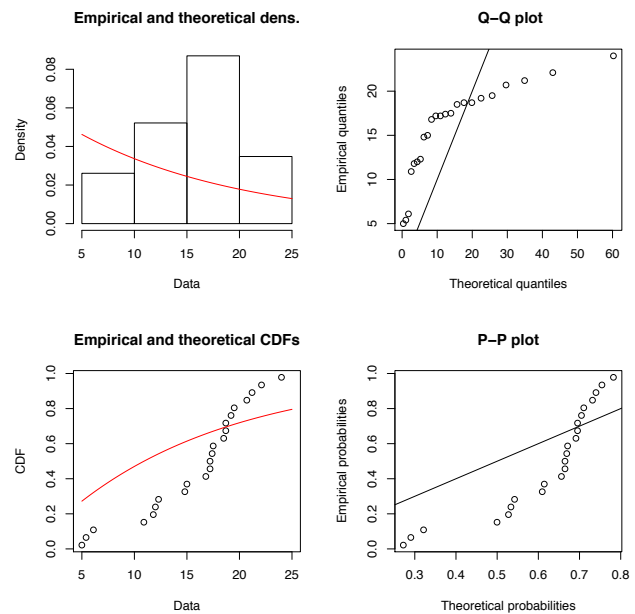 Empirical and theoretical dens.
Density
0.00 0.02 0.04 0.06 0.08
5 10 15 20 25
Data
Q−Q plot
Empirical quantiles
5 10 15 20
0 10 20 30 40 50 60
Theoretical quantiles
Empirical and theoretical CDFs
CDF
0.0 0.2 0.4 0.6 0.8 1.0
5 10 15 20 25
Data
P−P plot
Empirical probabilities
0.0 0.2 0.4 0.6 0.8 1.0
0.3 0.4 0.5 0.6 0.7 0.8
Theoretical probabilities